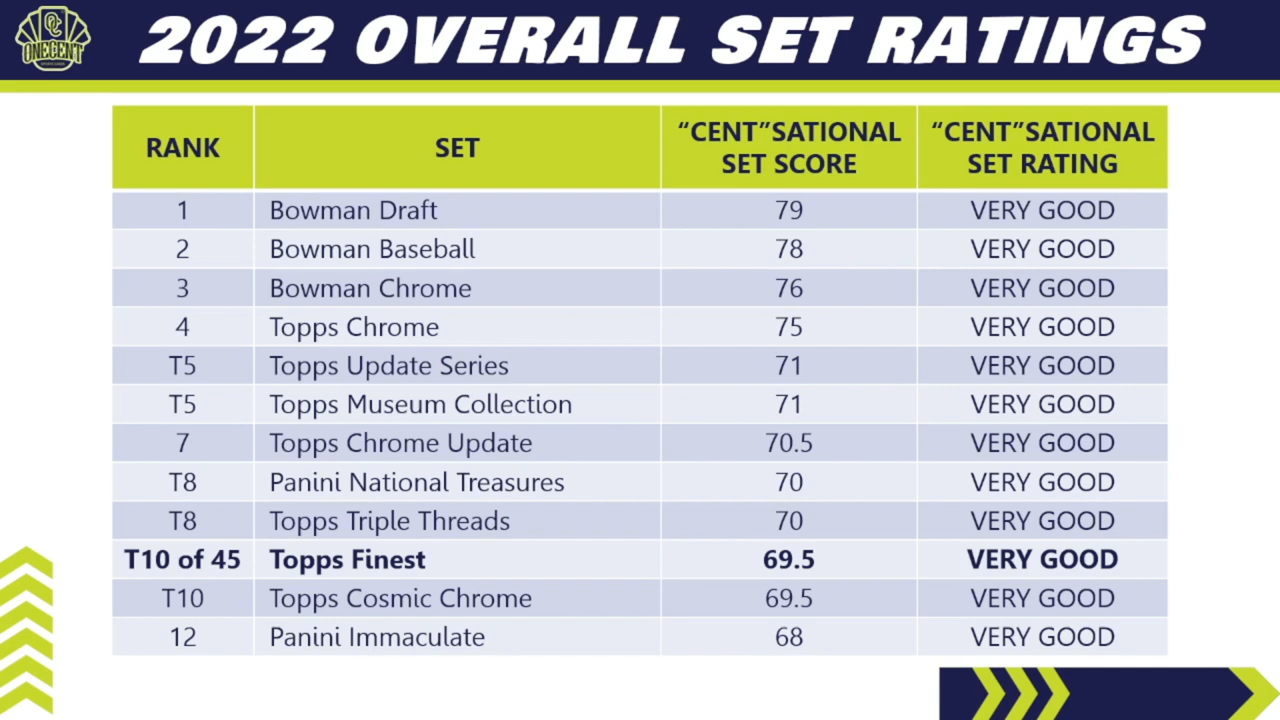 OC
ONECENT
2022 OVERALL SET RATINGS
RANK SET “CENT”SATIONAL SET SCORE “CENT”SATIONAL SET RATING
1 Bowman Draft 79 VERY GOOD
2 Bowman Baseball 78 VERY GOOD
3 Bowman Chrome 76 VERY GOOD
4 Topps Chrome 75 VERY GOOD
T5 Topps Update Series 71 VERY GOOD
T5 Topps Museum Collection 71 VERY GOOD
7 Topps Chrome Update 70.5 VERY GOOD
T8 Panini National Treasures 70 VERY GOOD
T8 Topps Triple Threads 70 VERY GOOD
T10 of 45 Topps Finest 69.5 VERY GOOD
T10 Topps Cosmic Chrome 69.5 VERY GOOD
12 Panini Immaculate 68 VERY GOOD